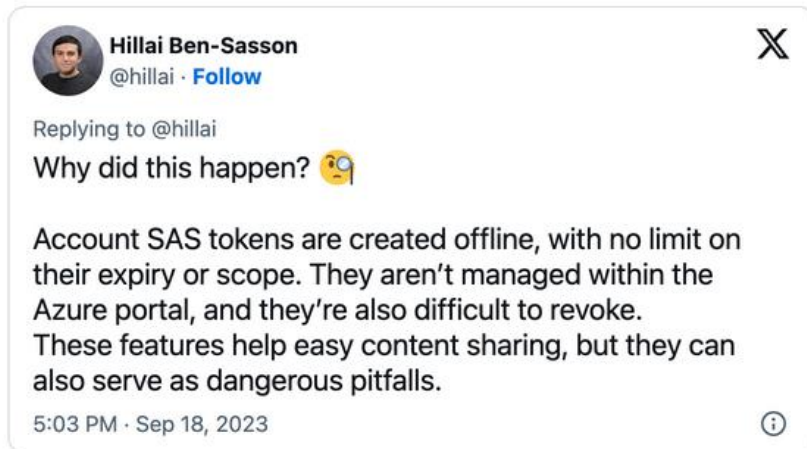 Hillai Ben-Sasson
@hillai · Follow
Replying to @hillai
Why did this happen? 🧐
Account SAS tokens are created offline, with no limit on
their expiry or scope. They aren’t managed within the
Azure portal, and they’re also difficult to revoke.
These features help easy content sharing, but they can
also serve as dangerous pitfalls.
5:03 PM · Sep 18, 2023